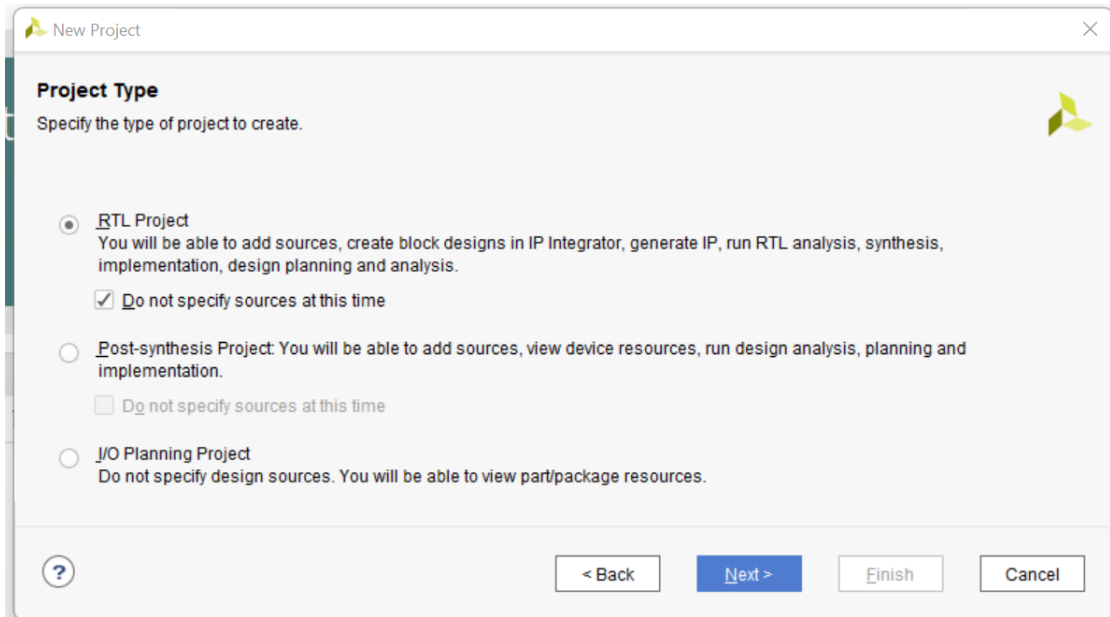 New Project
Project Type
Specify the type of project to create.
t
RTL Project
You will be able to add sources, create block designs in IP Integrator, generate IP, run RTL analysis, synthesis,
implementation, design planning and analysis.
Do not specify sources at this time
Post-synthesis Project: You will be able to add sources, view device resources, run design analysis, planning and
implementation.
Do not specify sources at this time
I/O Planning Project
Do not specify design sources. You will be able to view part/package resources.
?
< Back
Next >
Finish
Cancel